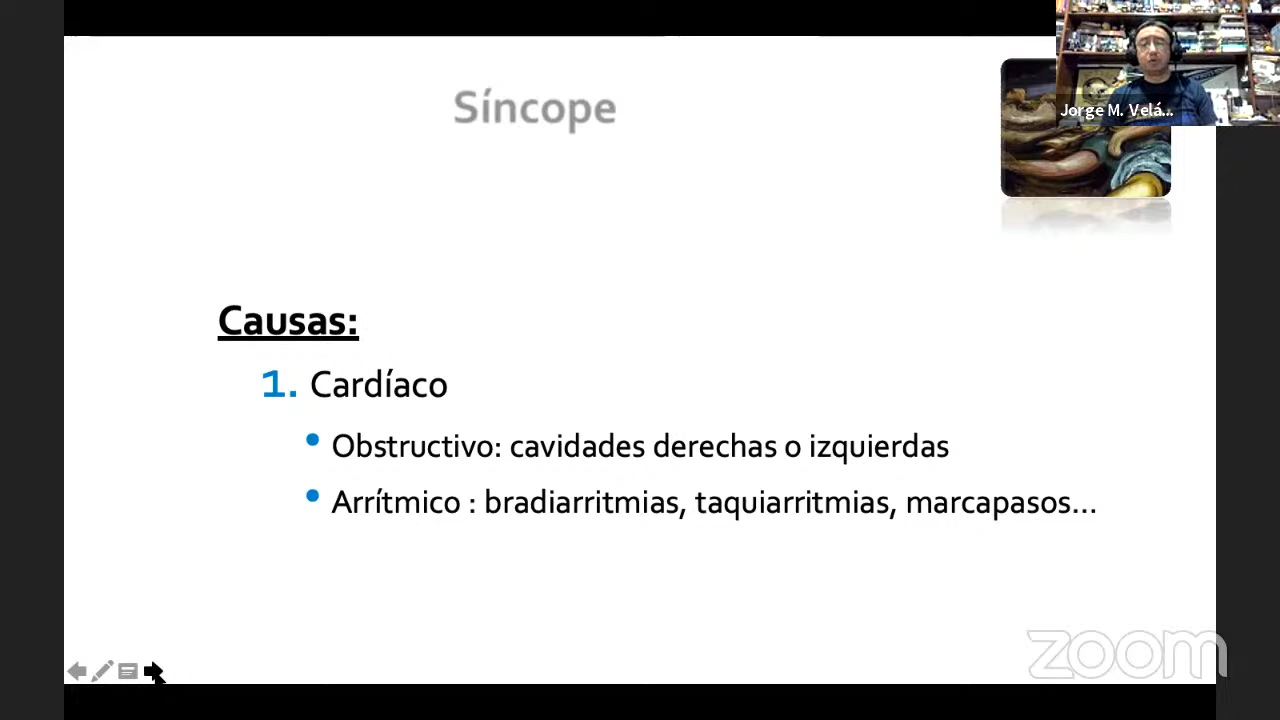 Síncope
Jorge M. Velá...
Causas:
1. Cardíaco
• Obstructivo: cavidades derechas o izquierdas
• Arrítmico : bradiarritmias, taquiarritmias, marcapasos...
zoom